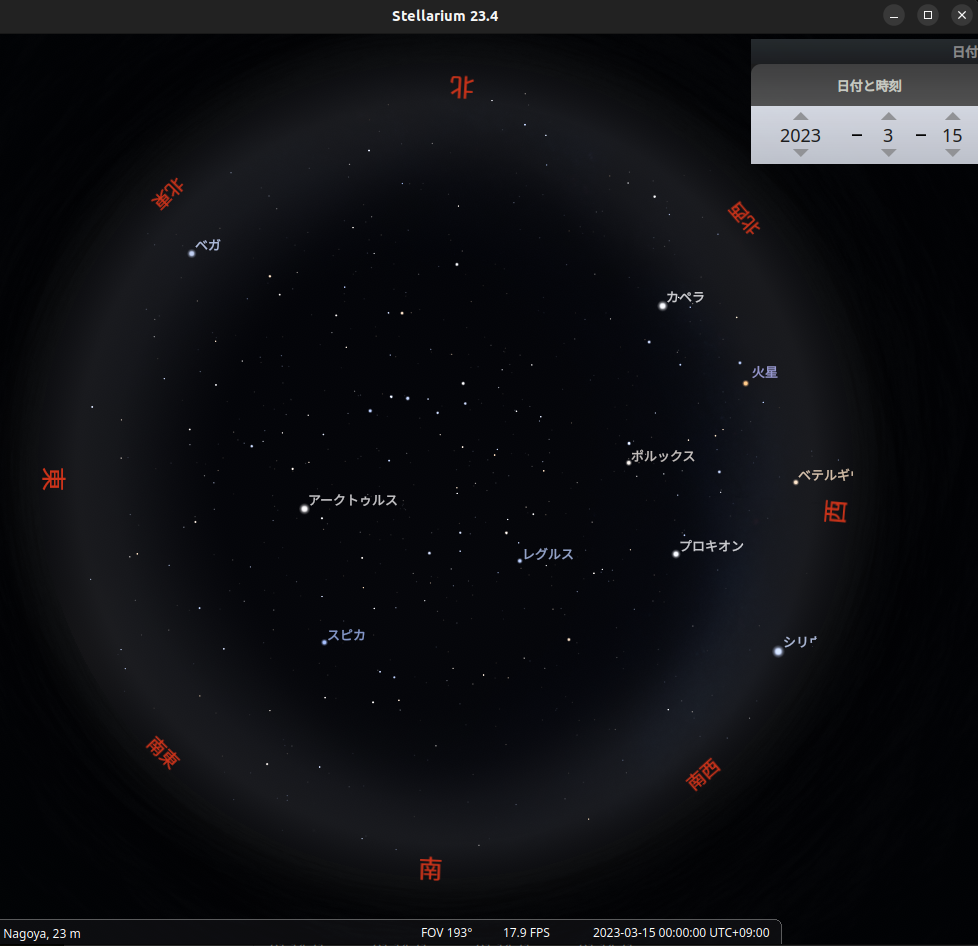 Stellarium 23.4
日付
日付と時刻
2023 - 3 - 15
北
北東
北西
ベガ
カペラ
火星
ポルックス
ベテルギ
東
アークトゥルス
西
プロキオン
レグルス
スピカ
シリ
南東
南西
南
Nagoya, 23 m FOV 193° 17.9 FPS 2023-03-15 00:00:00 UTC+09:00